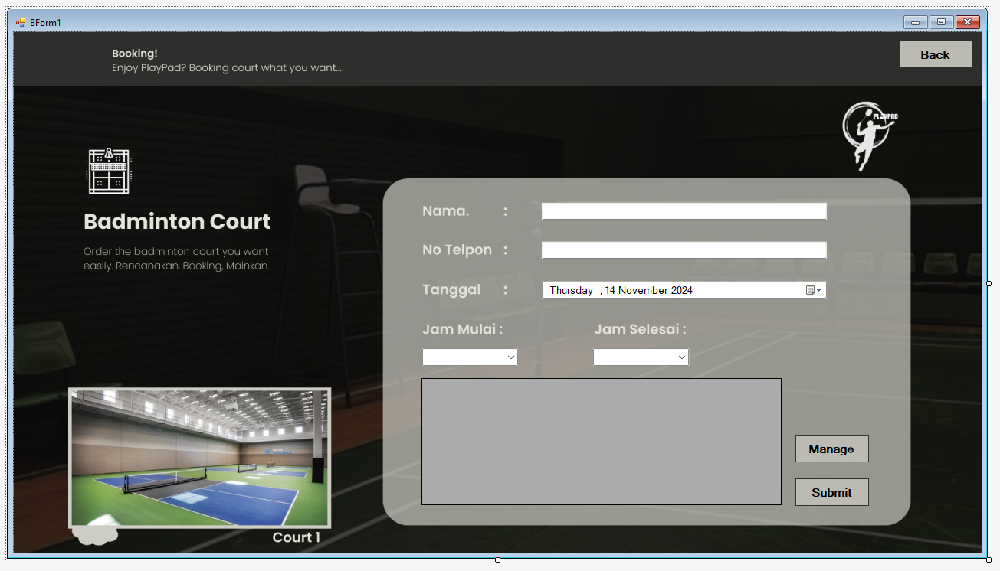 BForm1
Booking!
Enjoy PlayPad? Booking court what you want...
Back
PLAYPAD
Badminton Court
Order the badminton court you want
easily. Rencanakan, Booking, Mainkan.
Nama. :
No Telpon :
Tanggal :
Thursday , 14 November 2024
Jam Mulai :
Jam Selesai :
Manage
Submit
Court 1